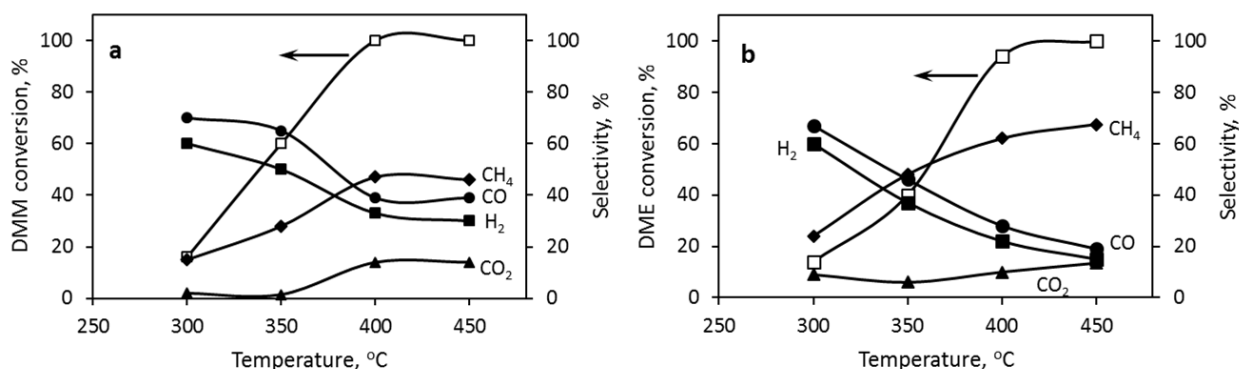 a
DMM conversion, %
100
80
60
40
20
0
250
300
350
400
450
Temperature, °C
100
80
60
40
20
0
Selectivity, %
CH₄
CO
H₂
CO₂
b
DME conversion, %
100
80
60
40
20
0
250
300
350
400
450
Temperature, °C
100
80
60
40
20
0
Selectivity, %
H₂
CH₄
CO
CO₂